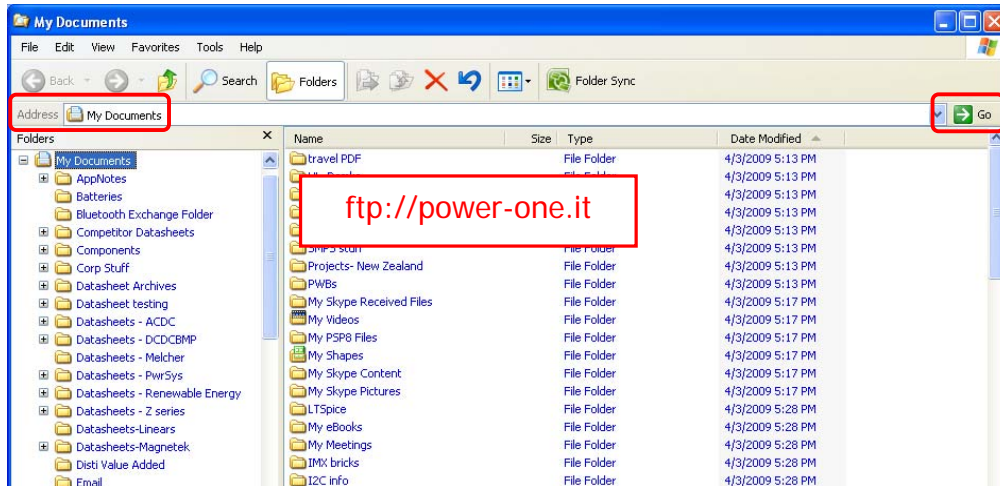 My Documents
File Edit View Favorites Tools Help
Back Search Folders Folder Sync
Address My Documents Go
Folders x Name Size Type Date Modified
My Documents travel PDF File Folder 4/3/2009 5:13 PM
AppNotes 4/3/2009 5:13 PM
Batteries 4/3/2009 5:13 PM
Bluetooth Exchange Folder 4/3/2009 5:13 PM
ftp://power-one.it
Competitor Datasheets 4/3/2009 5:13 PM
Components File Folder 4/3/2009 5:13 PM
Corp Stuff Projects- New Zealand File Folder 4/3/2009 5:13 PM
Datasheet Archives PWBs File Folder 4/3/2009 5:13 PM
Datasheet testing My Skype Received Files File Folder 4/3/2009 5:17 PM
Datasheets - ACDC My Videos File Folder 4/3/2009 5:17 PM
Datasheets - DCDCBMP My PSP8 Files File Folder 4/3/2009 5:17 PM
Datasheets - Melcher My Shapes File Folder 4/3/2009 5:17 PM
Datasheets - PwrSys My Skype Content File Folder 4/3/2009 5:17 PM
Datasheets - Renewable Energy My Skype Pictures File Folder 4/3/2009 5:17 PM
Datasheets - Z series LTSpice File Folder 4/3/2009 5:28 PM
Datasheets-Linears My eBooks File Folder 4/3/2009 5:28 PM
Datasheets-Magnetek My Meetings File Folder 4/3/2009 5:28 PM
Disti Value Added IMX bricks File Folder 4/3/2009 5:28 PM
Email I2C info File Folder 4/3/2009 5:28 PM